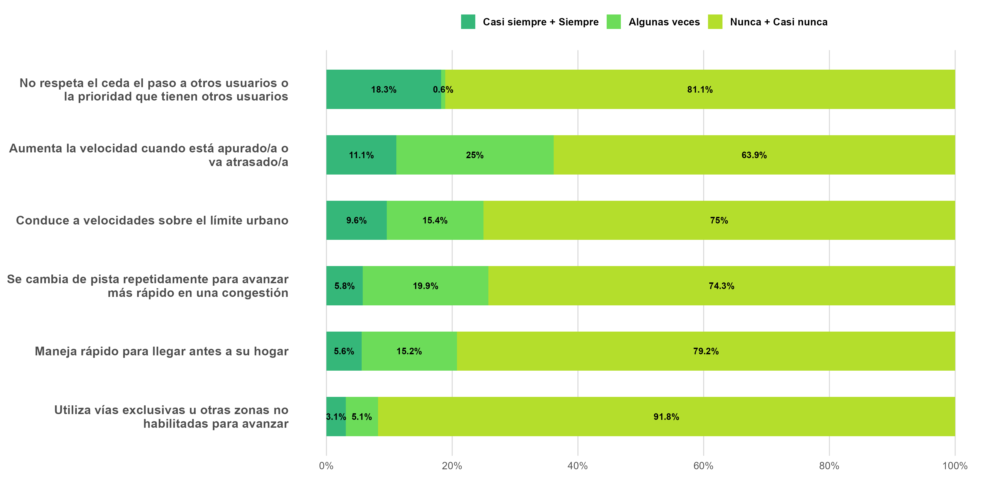 Casi siempre + Siempre Algunas veces Nunca + Casi nunca
No respeta el ceda el paso a otros usuarios o
la prioridad que tienen otros usuarios
18.3% 0.6% 81.1%
Aumenta la velocidad cuando está apurado/a o
va atrasado/a
11.1% 25% 63.9%
Conduce a velocidades sobre el límite urbano
9.6% 15.4% 75%
Se cambia de pista repetidamente para avanzar
más rápido en una congestión
5.8% 19.9% 74.3%
Maneja rápido para llegar antes a su hogar
5.6% 15.2% 79.2%
Utiliza vías exclusivas u otras zonas no
habilitadas para avanzar
3.1% 5.1% 91.8%
0% 20% 40% 60% 80% 100%